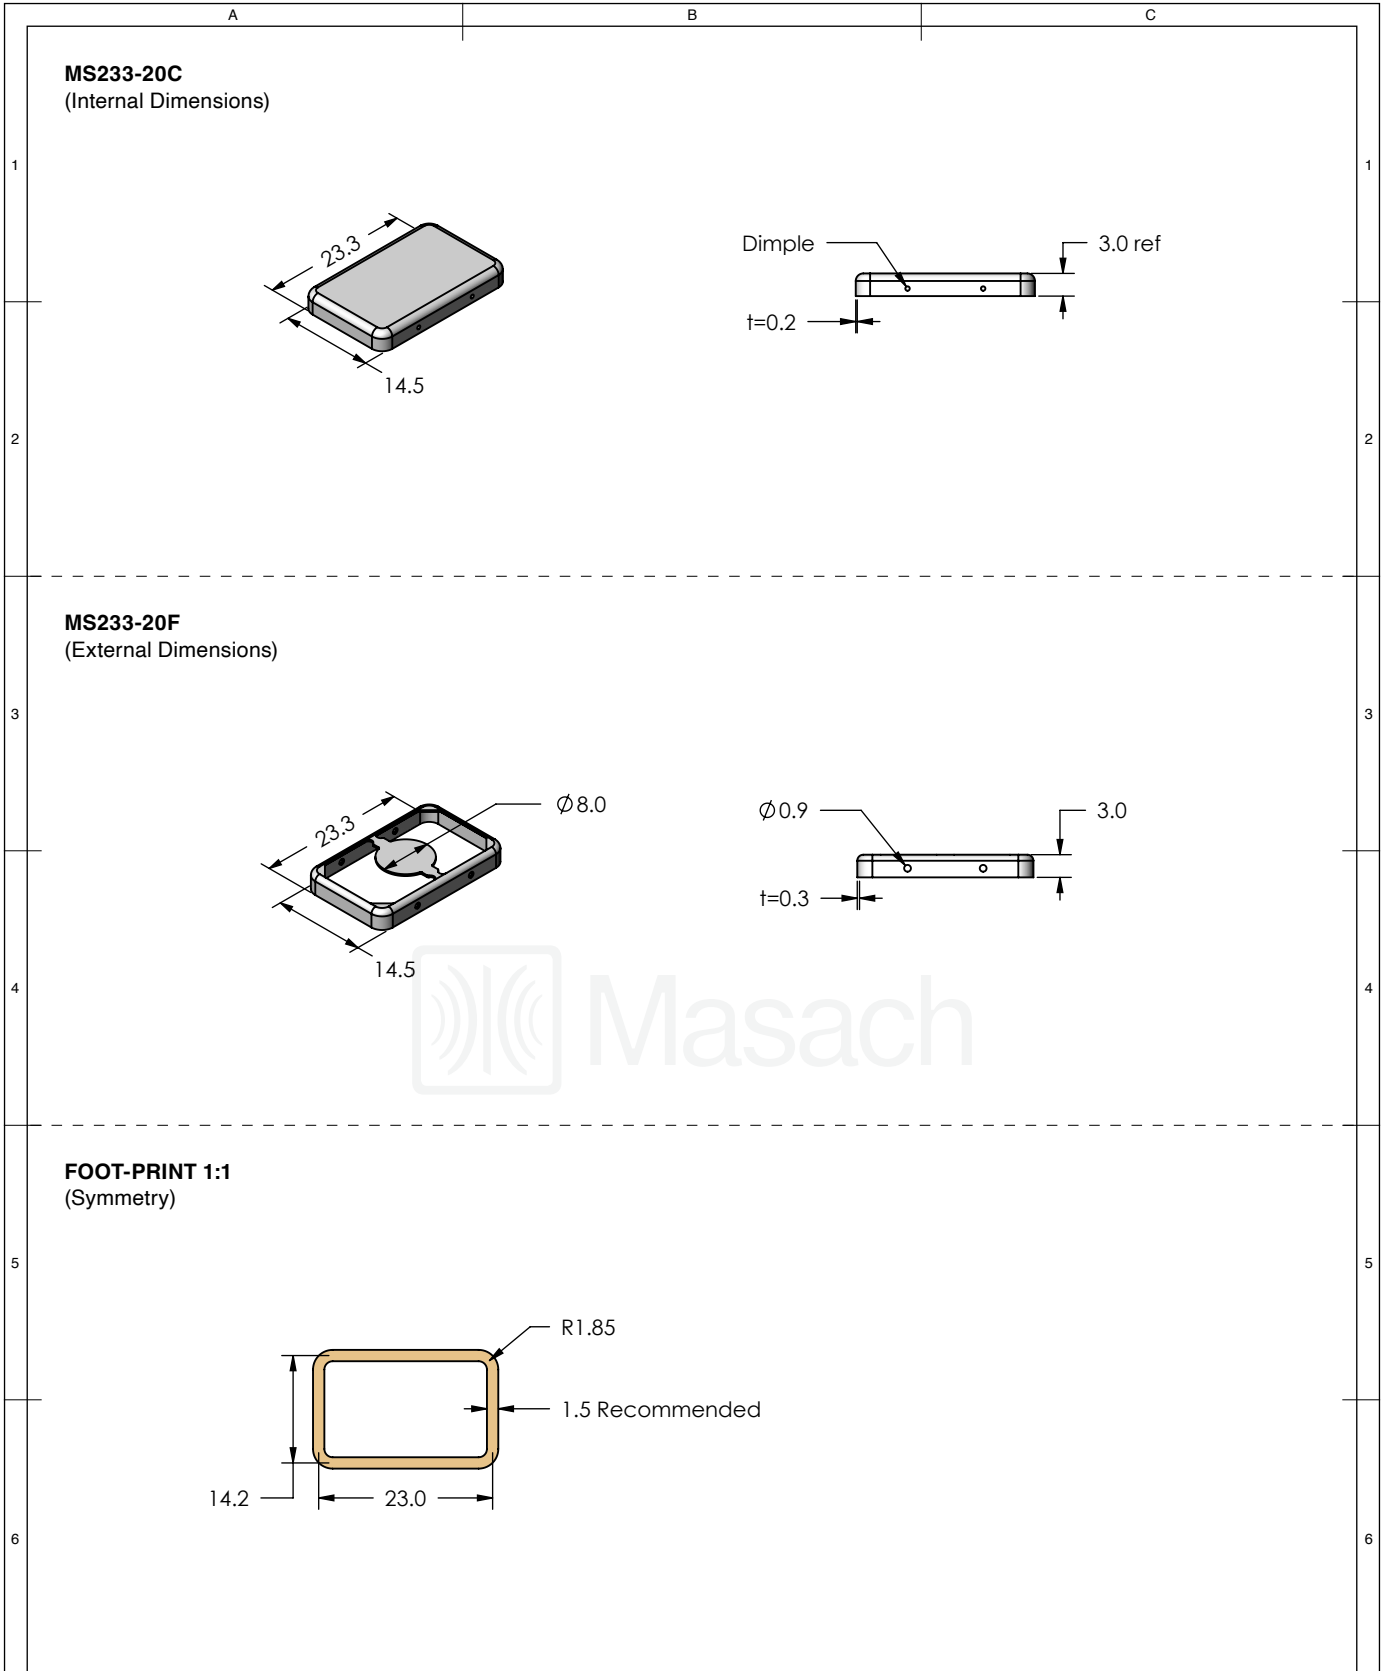 A B C
MS233-20C
(Internal Dimensions)
1 1
23.3
14.5
Dimple
3.0 ref
t=0.2
2 2
MS233-20F
(External Dimensions)
3 3
23.3
Ø8.0
14.5
Ø0.9
3.0
t=0.3
Masach
4 4
FOOT-PRINT 1:1
(Symmetry)
5 5
R1.85
1.5 Recommended
14.2
23.0
6 6